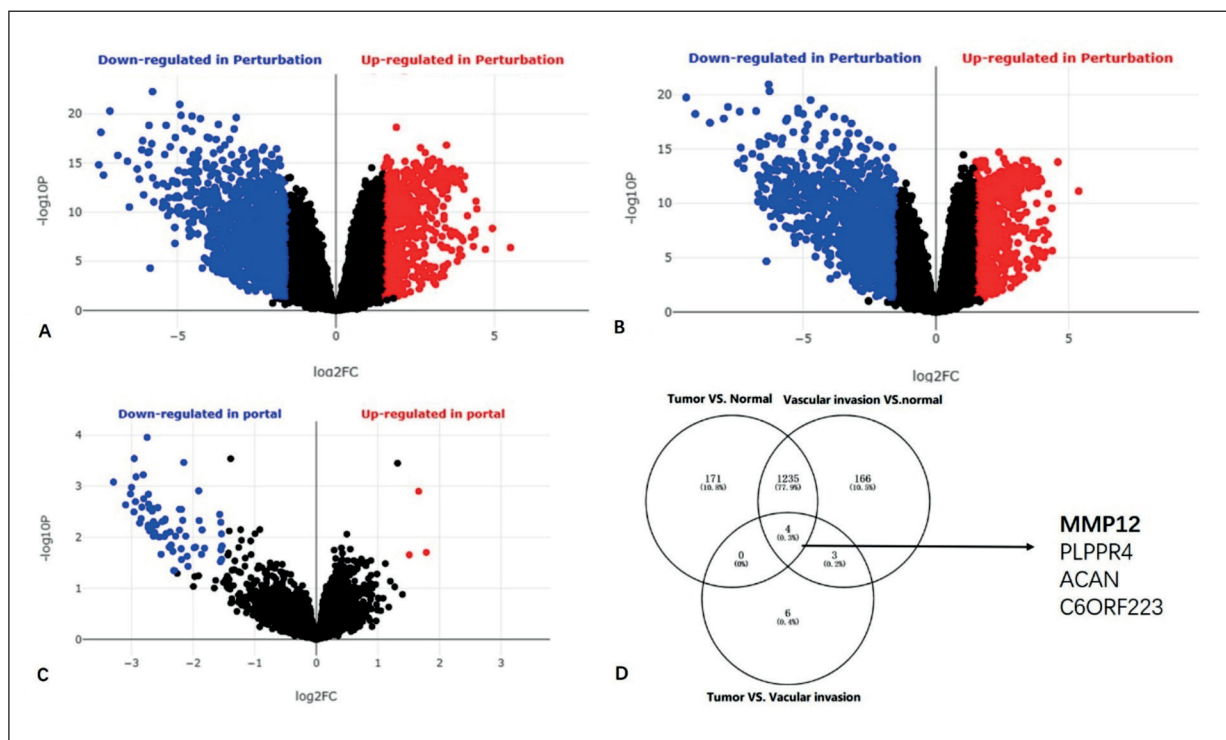 Down-regulated in Perturbation Up-regulated in Perturbation
20
15
10
5
0
-log10P
−5 0 5
log2FC
A
Down-regulated in Perturbation Up-regulated in Perturbation
20
15
10
5
0
-log10P
−5 0 5
log2FC
B
Down-regulated in portal Up-regulated in portal
4
3
2
1
0
-log10P
−3 −2 −1 0 1 2 3
log2FC
C
Tumor VS. Normal Vascular invasion VS.normal
171 1235 166
(10.8%) (77.9%) (10.5%)
4
(0.3%)
0 3
(0%) (0.2%)
6
(0.4%)
Tumor VS. Vacular invasion
D
MMP12
PLPPR4
ACAN
C6ORF223